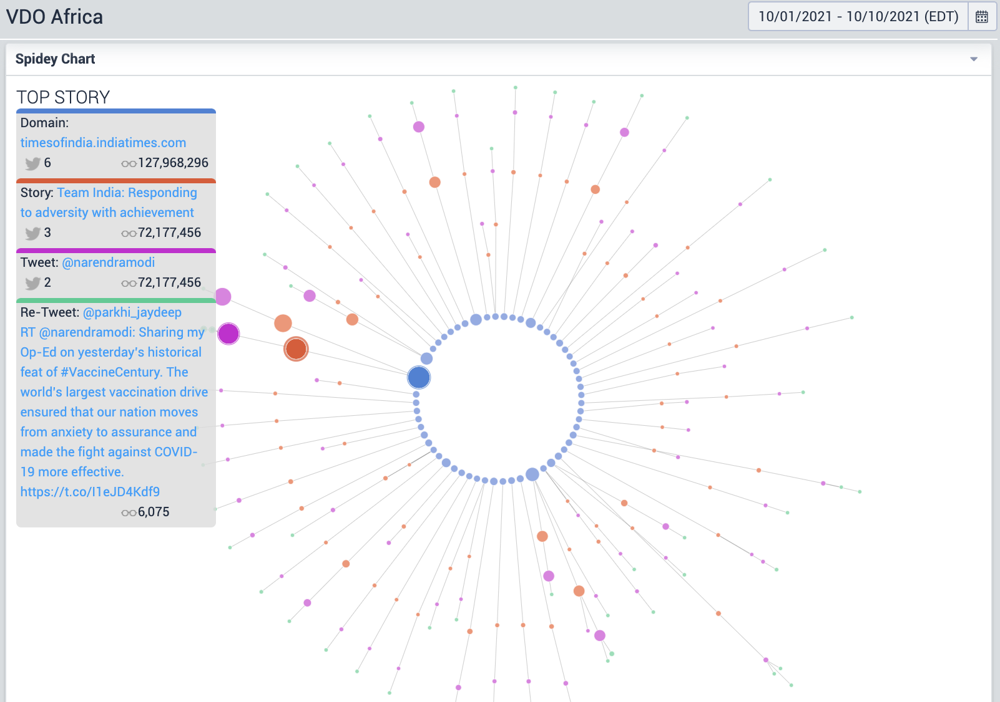 VDO Africa
10/01/2021 - 10/10/2021 (EDT)
Spidey Chart
TOP STORY
Domain:
timesofindia.indiatimes.com
6 127,968,296
Story: Team India: Responding
to adversity with achievement
3 72,177,456
Tweet: @narendramodi
2 72,177,456
Re-Tweet: @parkhi_jaydeep
RT @narendramodi: Sharing my
Op-Ed on yesterday's historical
feat of #VaccineCentury. The
world's largest vaccination drive
ensured that our nation moves
from anxiety to assurance and
made the fight against COVID-
19 more effective.
https://t.co/I1eJD4Kdf9
6,075